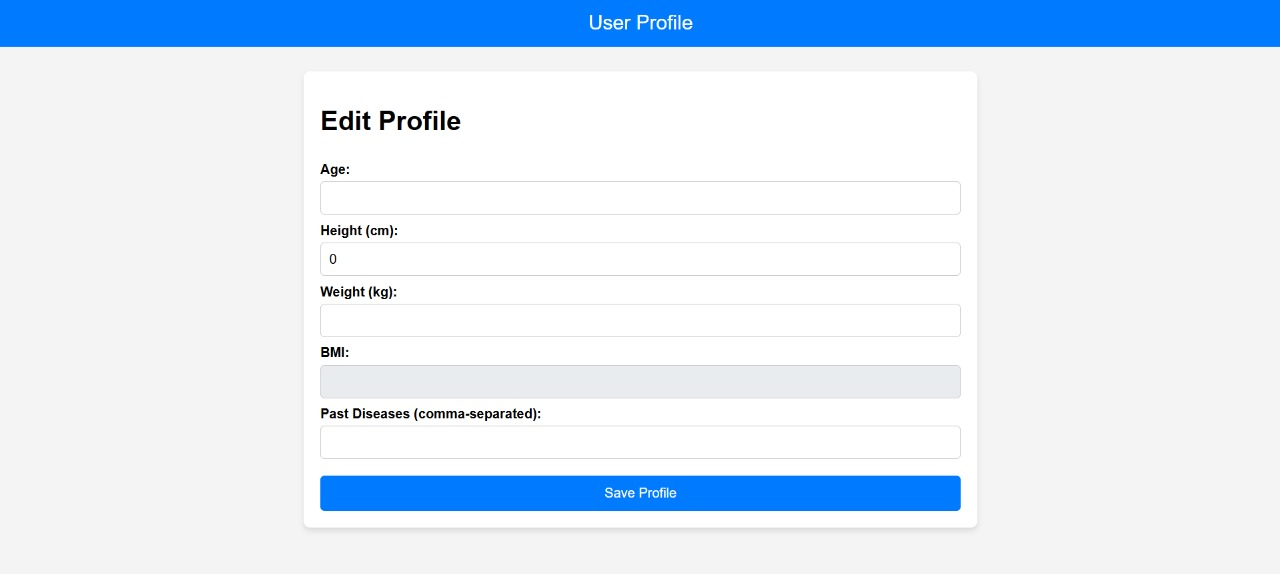 User Profile
Edit Profile
Age:
Height (cm):
0
Weight (kg):
BMI:
Past Diseases (comma-separated):
Save Profile